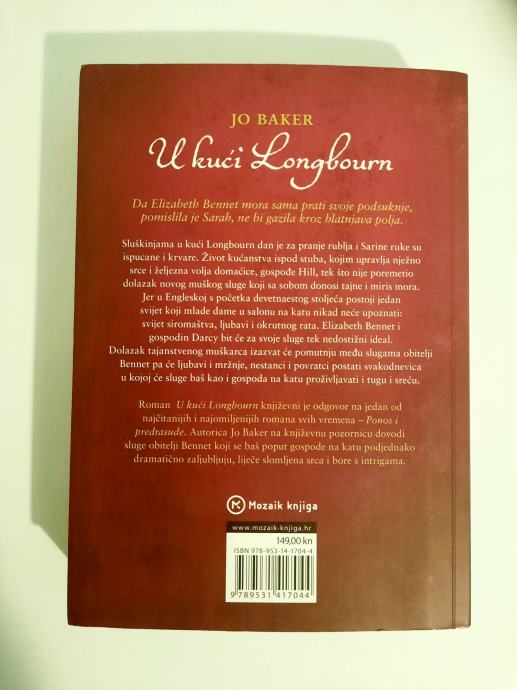 JO BAKER
U kući Longbourn
Da Elizabeth Bennet mora sama prati svoje podsuknje,
pomislila je Sarah, ne bi gazila kroz blatnjava polja.
Sluškinjama u kući Longbourn dan je za pranje rublja i Sarine ruke su
ispucane i krvare. Život kućanstva ispod stuba, kojim upravlja nježno
srce i željezna volja domaćice, gospođe Hill, tek što nije poremetio
dolazak novog muškog sluge koji sa sobom donosi tajne i miris mora.
Jer u Engleskoj s početka devetnaestog stoljeća postoji jedan
svijet koji mlade dame u salonu na katu nikad neće upoznati:
svijet siromaštva, ljubavi i okrutnog rata. Elizabeth Bennet i
gospodin Darcy bit će za svoje sluge tek nedostižni ideal.
Dolazak tajanstvenog muškarca izazvat će pomutnju među slugama obitelji
Bennet pa će ljubavi i mržnje, nestanci i povratci postati svakodnevica
u kojoj će sluge baš kao i gospoda na katu proživljavati i tugu i sreću.
Roman U kući Longbourn književni je odgovor na jedan od
najčitanijih i najomiljenijih romana svih vremena – Ponos i
predrasude. Autorica Jo Baker na književnu pozornicu dovodi
sluge obitelji Bennet koji se baš poput gospode na katu podjednako
dramatično zaljubljuju, liječe slomljena srca i bore s intrigama.
Mozaik knjiga
www.mozaik-knjiga.hr
149,00 kn
ISBN 978-953-14-1704-4
9 789531 417044